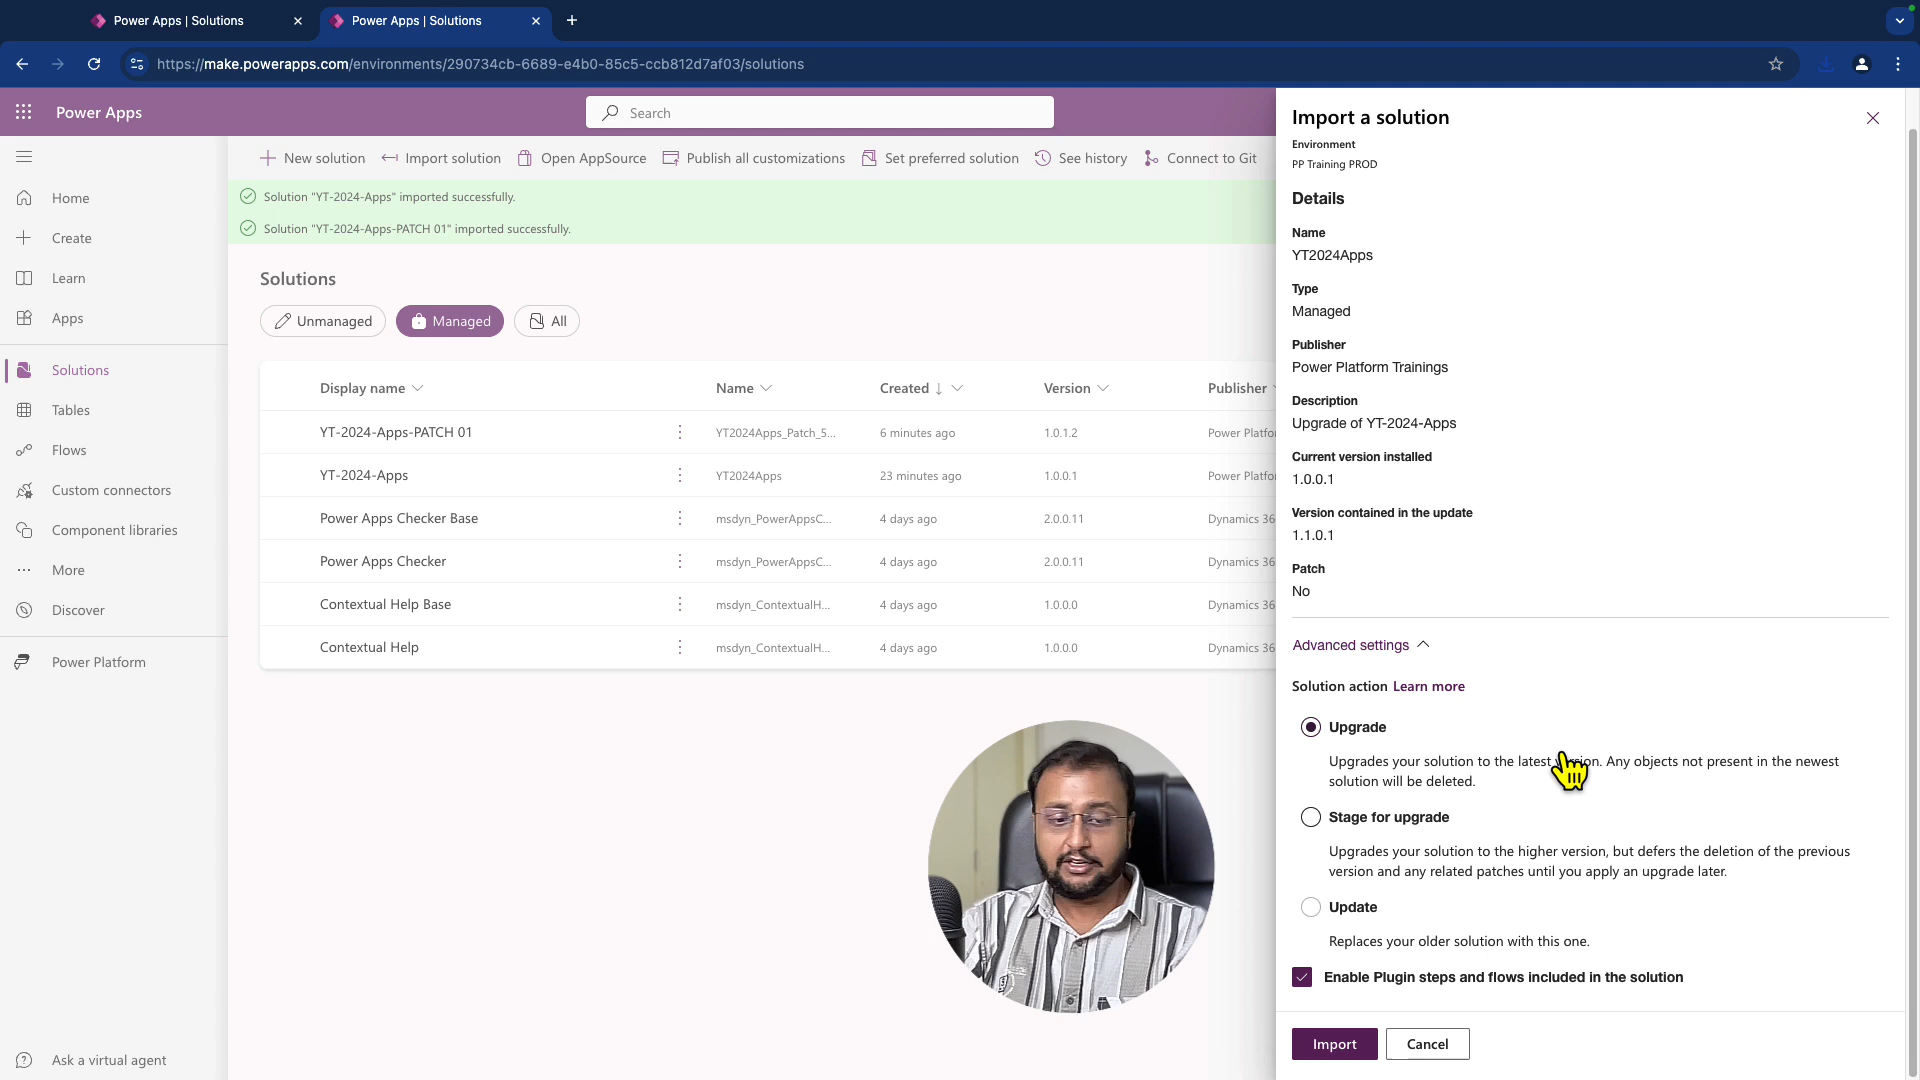 Power Apps | Solutions
Power Apps | Solutions
https://make.powerapps.com/environments/290734cb-6689-e4b0-85c5-ccb812d7af03/solutions
Power Apps
Search
New solution
Import solution
Open AppSource
Publish all customizations
Set preferred solution
See history
Connect to Git
Home
Create
Learn
Apps
Solutions
Tables
Flows
Custom connectors
Component libraries
More
Discover
Power Platform
Ask a virtual agent
Solution "YT-2024-Apps" imported successfully.
Solution "YT-2024-Apps-PATCH 01" imported successfully.
Solutions
Unmanaged
Managed
All
Display name Name Created Version Publisher
YT-2024-Apps-PATCH 01 YT2024Apps_Patch_5... 6 minutes ago 1.0.1.2 Power Platfo
YT-2024-Apps YT2024Apps 23 minutes ago 1.0.0.1 Power Platfo
Power Apps Checker Base msdyn_PowerAppsC... 4 days ago 2.0.0.11 Dynamics 36
Power Apps Checker msdyn_PowerAppsC... 4 days ago 2.0.0.11 Dynamics 36
Contextual Help Base msdyn_ContextualH... 4 days ago 1.0.0.0 Dynamics 36
Contextual Help msdyn_ContextualH... 4 days ago 1.0.0.0 Dynamics 36
Import a solution
Environment
PP Training PROD
Details
Name
YT2024Apps
Type
Managed
Publisher
Power Platform Trainings
Description
Upgrade of YT-2024-Apps
Current version installed
1.0.0.1
Version contained in the update
1.1.0.1
Patch
No
Advanced settings
Solution action Learn more
Upgrade
Upgrades your solution to the latest version. Any objects not present in the newest
solution will be deleted.
Stage for upgrade
Upgrades your solution to the higher version, but defers the deletion of the previous
version and any related patches until you apply an upgrade later.
Update
Replaces your older solution with this one.
Enable Plugin steps and flows included in the solution
Import
Cancel